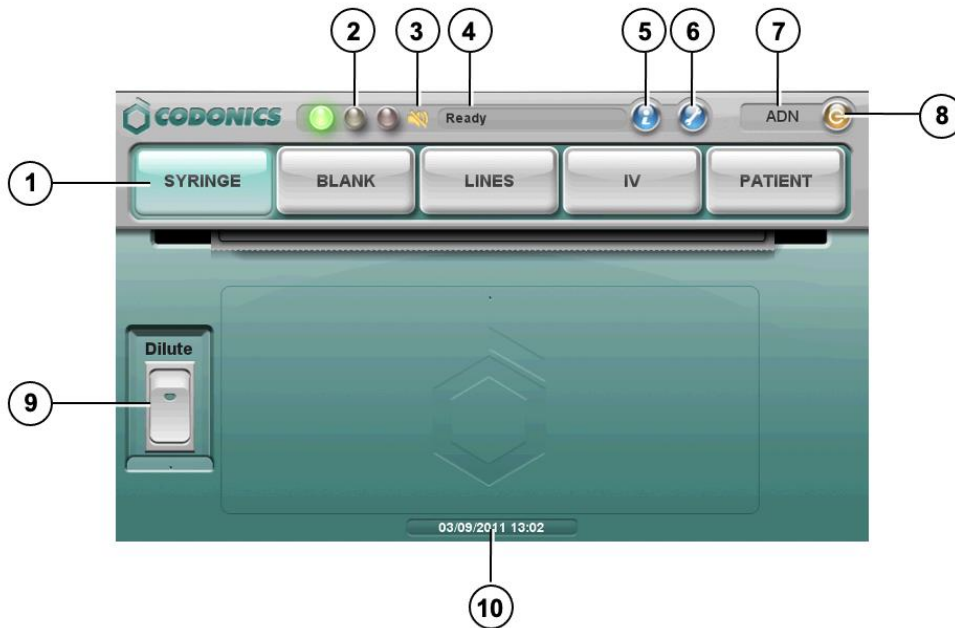 2 3 4 5 6 7
CODONICS Ready ADN 8
1 SYRINGE BLANK LINES IV PATIENT
Dilute
9
03/09/2011 13:02
10